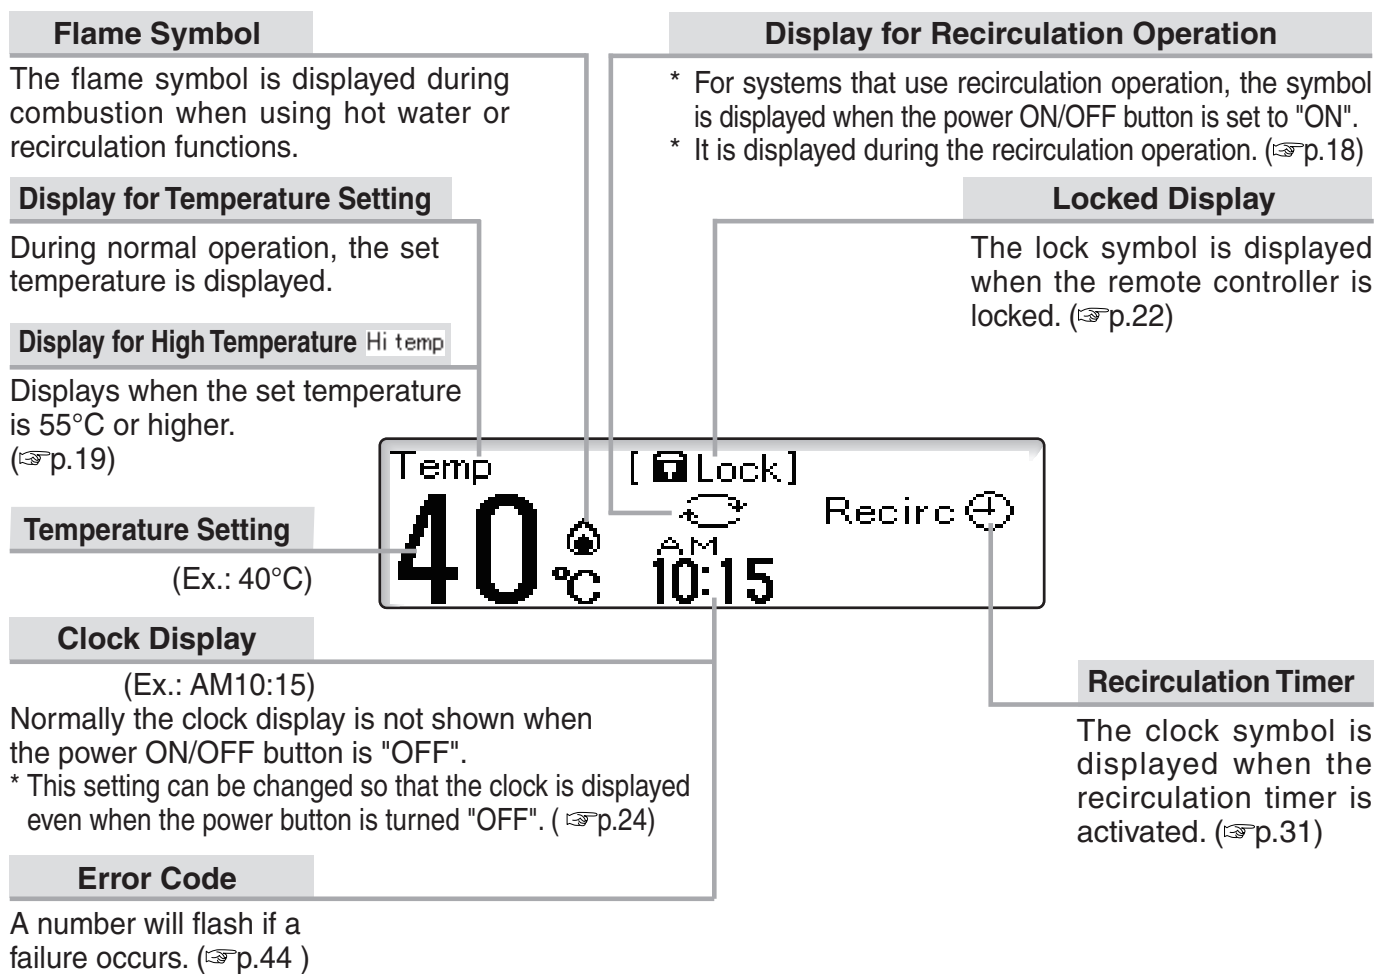 Flame Symbol
The flame symbol is displayed during
combustion when using hot water or
recirculation functions.
Display for Temperature Setting
During normal operation, the set
temperature is displayed.
Display for High Temperature Hi temp
Displays when the set temperature
is 55°C or higher.
(☞p.19)
Temperature Setting
(Ex.: 40°C)
Clock Display
(Ex.: AM10:15)
Normally the clock display is not shown when
the power ON/OFF button is "OFF".
* This setting can be changed so that the clock is displayed
even when the power button is turned "OFF". ( ☞p.24)
Error Code
A number will flash if a
failure occurs. (☞p.44 )
Display for Recirculation Operation
* For systems that use recirculation operation, the symbol
is displayed when the power ON/OFF button is set to "ON".
* It is displayed during the recirculation operation. (☞p.18)
Locked Display
The lock symbol is displayed
when the remote controller is
locked. (☞p.22)
Temp [ Lock]
Recirc
40 °C
AM
10:15
Recirculation Timer
The clock symbol is
displayed when the
recirculation timer is
activated. (☞p.31)